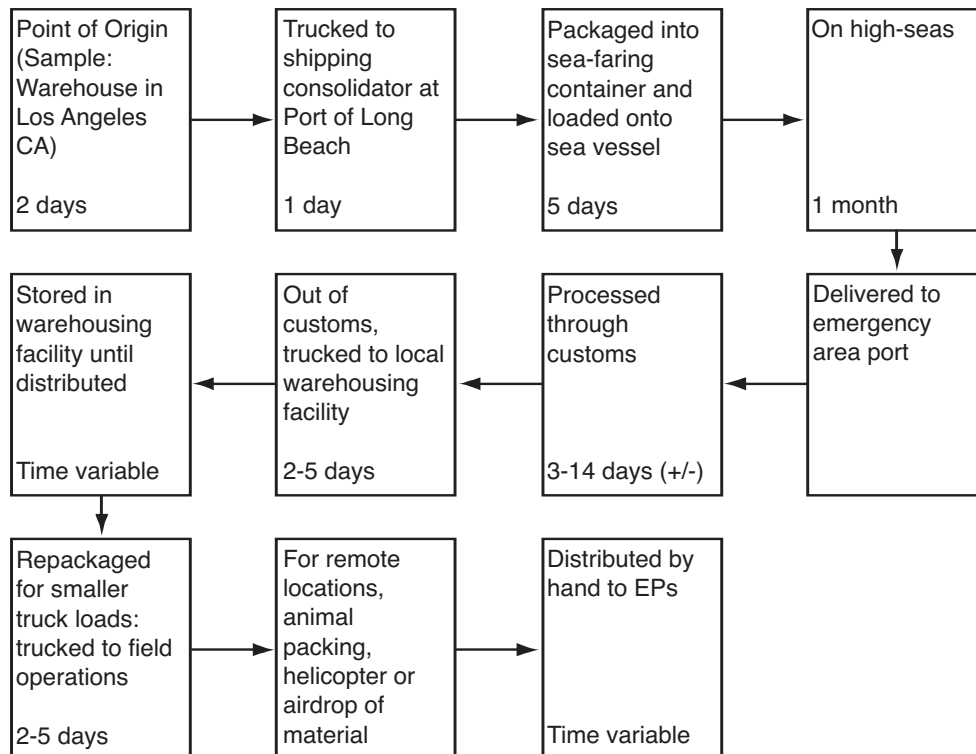 Point of Origin
(Sample:
Warehouse in
Los Angeles
CA)
2 days
Trucked to
shipping
consolidator at
Port of Long
Beach
1 day
Packaged into
sea-faring
container and
loaded onto
sea vessel
5 days
On high-seas
1 month
Delivered to
emergency
area port
Processed
through
customs
3-14 days (+/-)
Out of
customs,
trucked to local
warehousing
facility
2-5 days
Stored in
warehousing
facility until
distributed
Time variable
Repackaged
for smaller
truck loads:
trucked to field
operations
2-5 days
For remote
locations,
animal
packing,
helicopter or
airdrop of
material
Distributed by
hand to EPs
Time variable